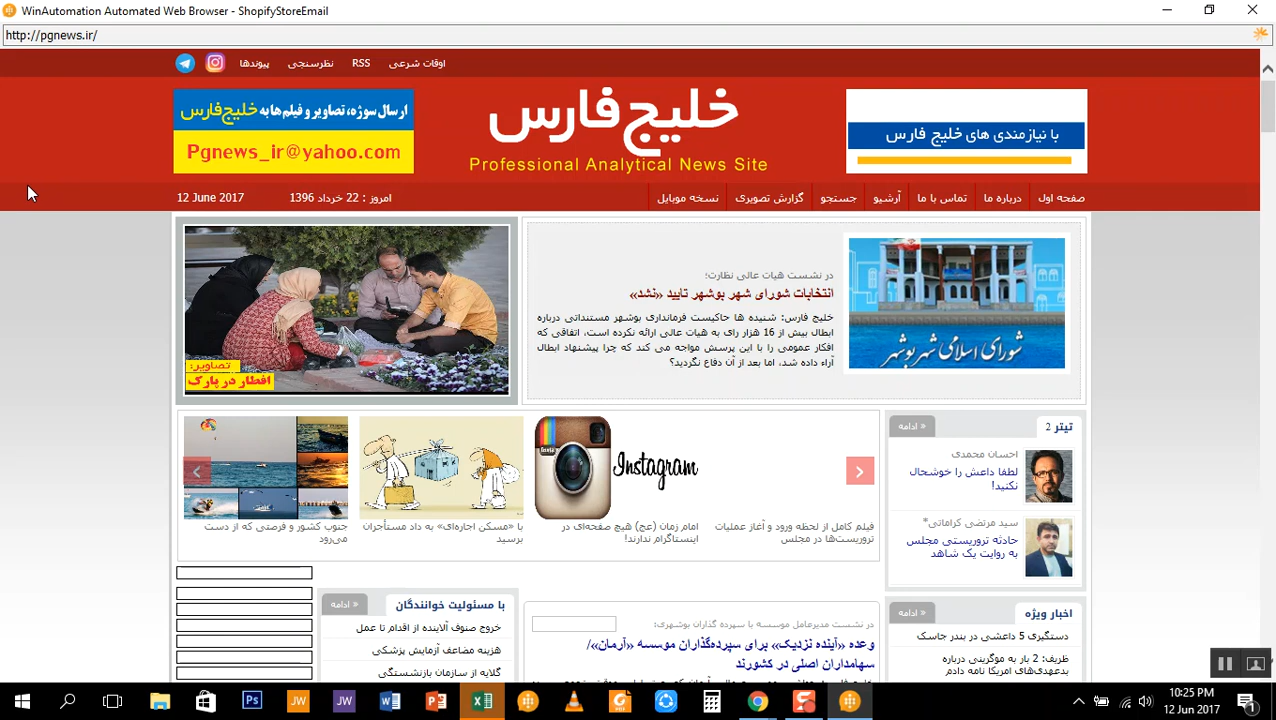 WinAutomation Automated Web Browser - ShopifyStoreEmail
http://pgnews.ir/
اوقات شرعی
RSS
نظرسنجی
پیوندها
با نیازمندی های خلیج فارس
خلیج فارس
Professional Analytical News Site
ارسال سوژه، تصاویر و فیلم‌ها به خلیج‌فارس
Pgnews_ir@yahoo.com
صفحه اول
درباره ما
تماس با ما
آرشیو
جستجو
گزارش تصویری
نسخه موبایل
امروز : 22 خرداد 1396
12 June 2017
شورای اسلامی شهر بوشهر
در نشست هیات عالی نظارت؛
انتخابات شورای شهر بوشهر تایید «نشد»
خلیج فارس: شنیده ها حاکیست فرمانداری بوشهر مستنداتی درباره
ابطال بیش از 16 هزار رای به هیات عالی ارائه نکرده است، اتفاقی که
افکار عمومی را با این پرسش مواجه می کند که چرا پیشنهاد ابطال
آراء داده شد، اما بعد از آن دفاع نگردید؟
تصاویر:
افطار در پارک
تیتر 2
ادامه »
احسان محمدی
لطفا داعش را خوشحال
نکنید!
سید مرتضی کراماتی*
حادثه تروریستی مجلس
به روایت یک شاهد
Instagram
فیلم کامل از لحظه ورود و آغاز عملیات
تروریست‌ها در مجلس
امام زمان (عج) هیچ صفحه‌ای در
اینستاگرام ندارند!
با «مسکن اجاره‌ای» به داد مستأجران
برسید
جنوب کشور و فرصتی که از دست
می‌رود
اخبار ویژه
ادامه »
دستگیری 5 داعشی در بندر جاسک
ظریف: 2 بار به موگرینی درباره
بدعهدی‌های امریکا نامه دادم
در نشست مدیرعامل موسسه با سپرده گذاران بوشهری:
وعده «آینده نزدیک» برای سپرده‌گذاران موسسه «آرمان»/
سهامداران اصلی در کشورند
با مسئولیت خوانندگان
ادامه »
خروج صنوف آلاینده از اقدام تا عمل
هزینه مضاعف آزمایش پزشکی
گلایه از سازمان بازنشستگی
10:25 PM
12 Jun 2017